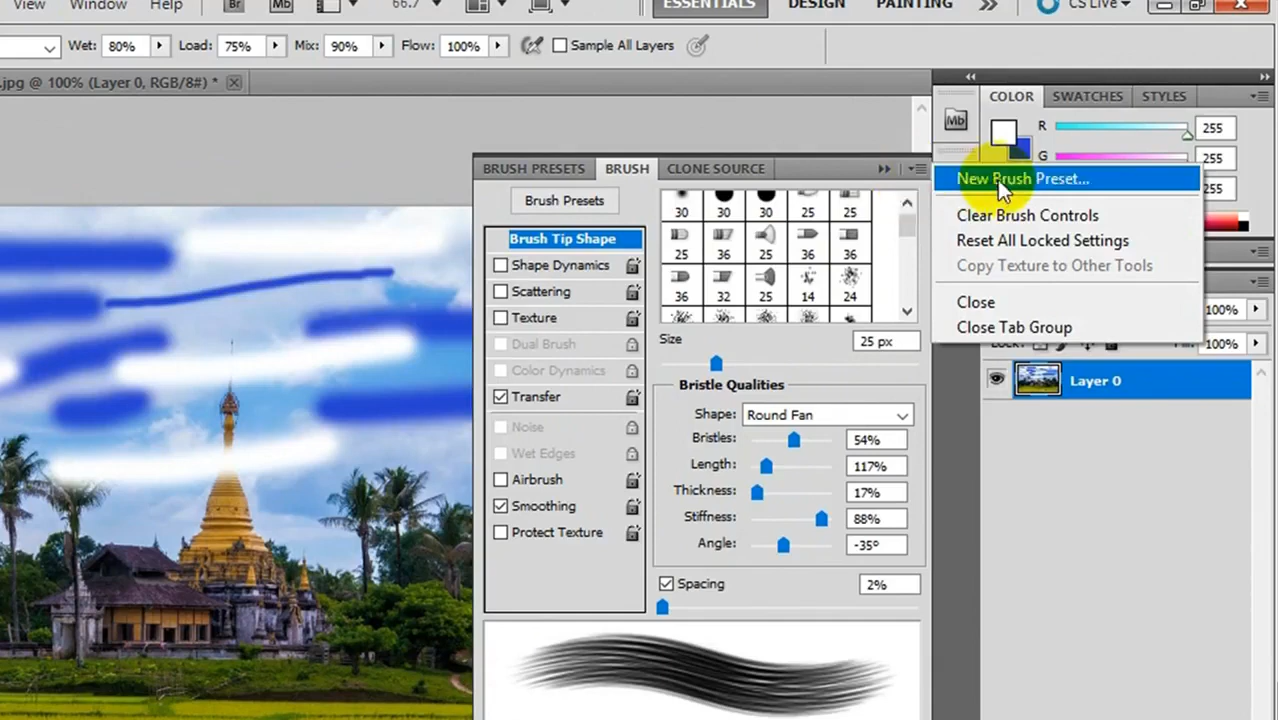 View Window Help Br Mb 66.7 ESSENTIALS DESIGN PAINTING CS Live
Wet: 80% Load: 75% Mix: 90% Flow: 100% Sample All Layers
.jpg @ 100% (Layer 0, RGB/8#) *
Mb
COLOR SWATCHES STYLES
R 255
G 255
255
BRUSH PRESETS BRUSH CLONE SOURCE
New Brush Preset...
Clear Brush Controls
Reset All Locked Settings
Copy Texture to Other Tools
Close
Close Tab Group
Brush Presets
30 30 30 25 25
25 36 25 36 36
36 32 25 14 24
Brush Tip Shape
Shape Dynamics
Scattering
Texture
Dual Brush
Color Dynamics
Transfer
Noise
Wet Edges
Airbrush
Smoothing
Protect Texture
Size 25 px
Bristle Qualities
Shape: Round Fan
Bristles: 54%
Length: 117%
Thickness: 17%
Stiffness: 88%
Angle: -35º
Spacing 2%
100%
100%
Layer 0